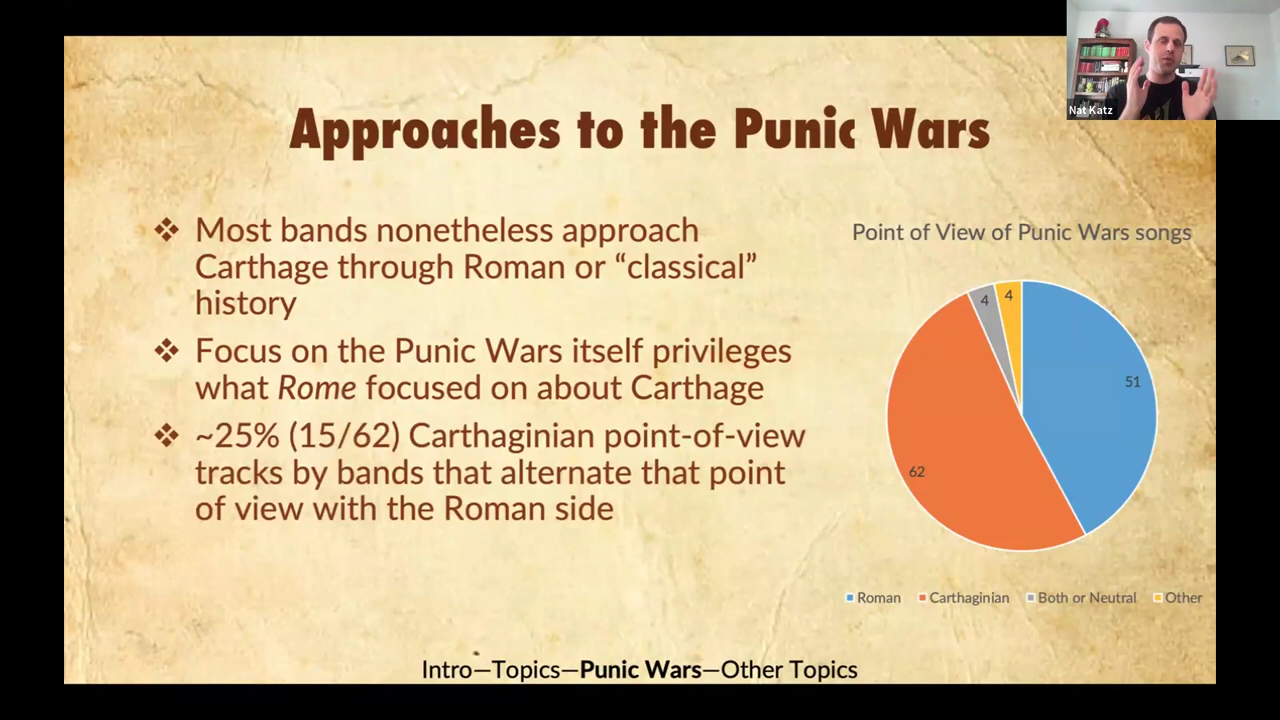 Nat Katz
Approaches to the Punic Wars
❖ Most bands nonetheless approach
Carthage through Roman or “classical”
history
❖ Focus on the Punic Wars itself privileges
what Rome focused on about Carthage
❖ ~25% (15/62) Carthaginian point-of-view
tracks by bands that alternate that point
of view with the Roman side
Point of View of Punic Wars songs
4
4
51
62
Roman
Carthaginian
Both or Neutral
Other
Intro—Topics—Punic Wars—Other Topics